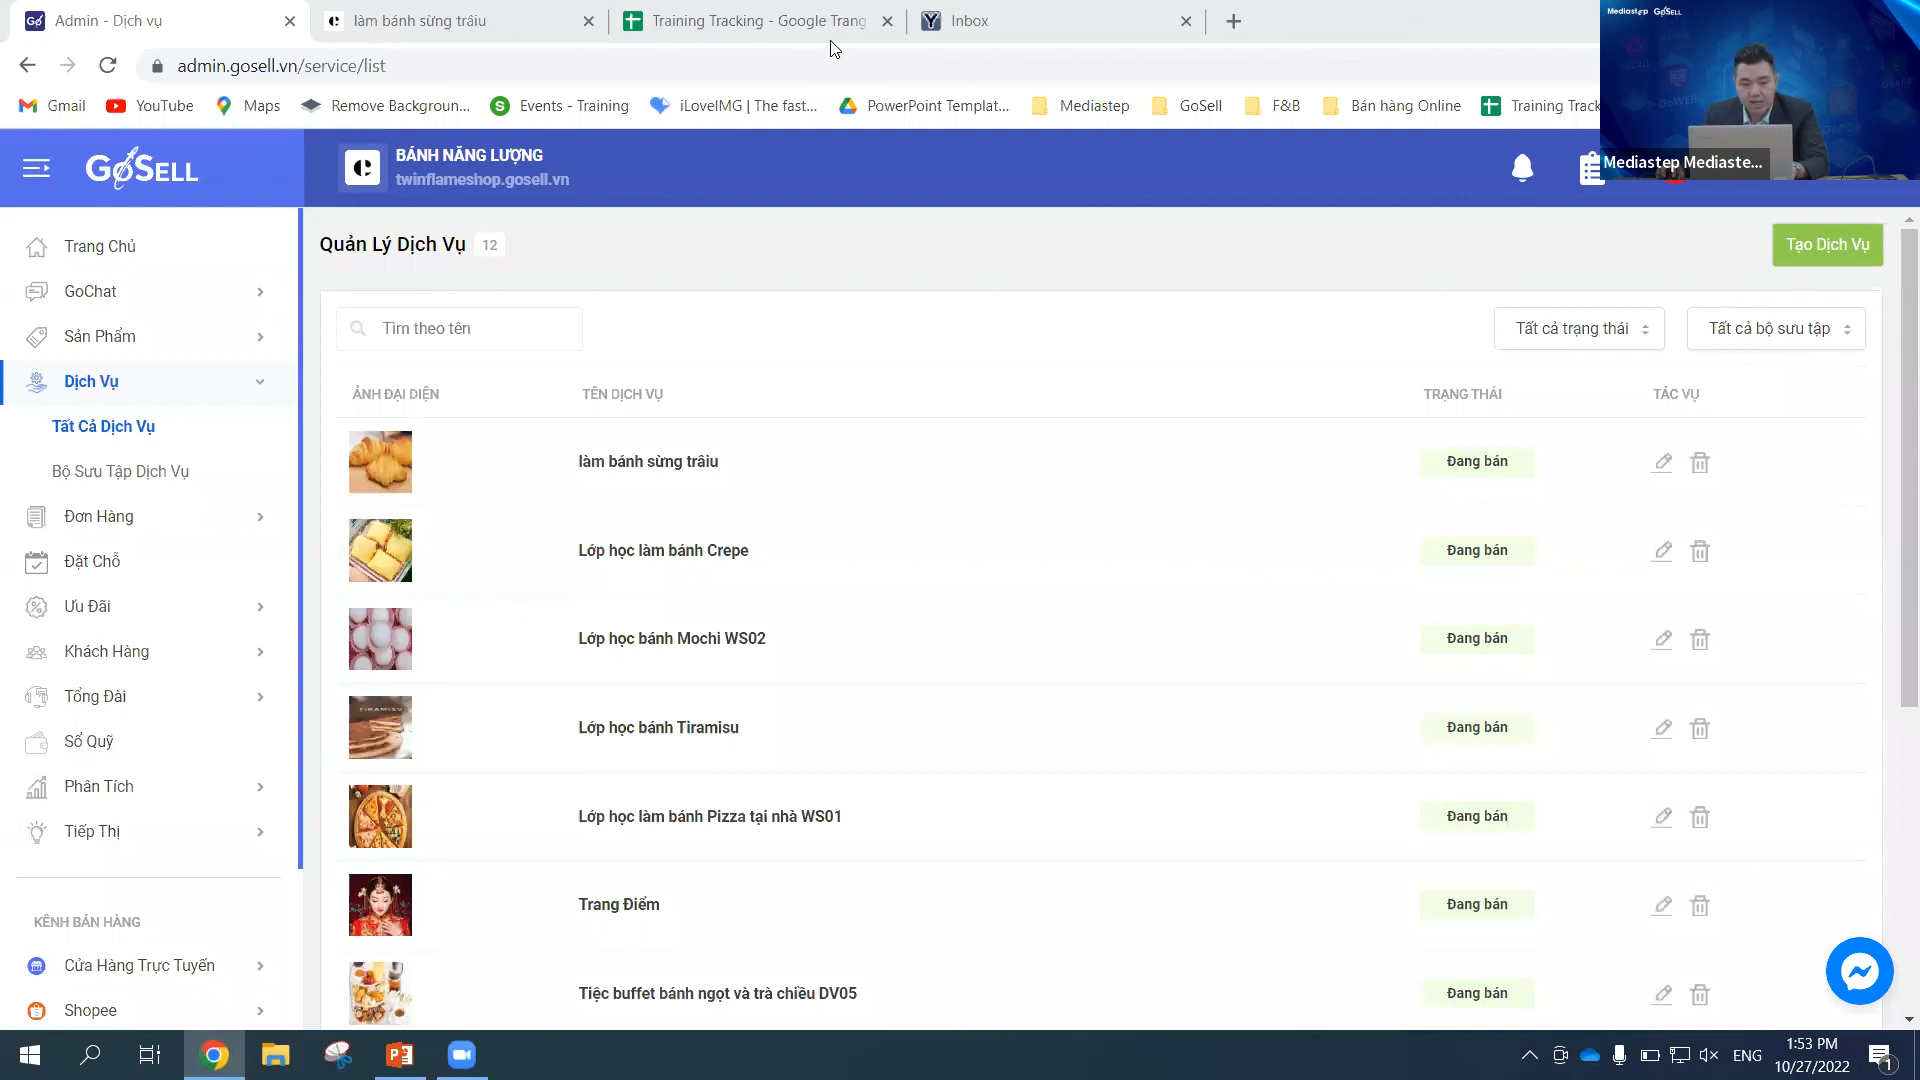 Admin - Dịch vụ
làm bánh sừng trâiu
Training Tracking - Google Trang
Inbox
admin.gosell.vn/service/list
Gmail
YouTube
Maps
Remove Backgroun...
Events - Training
iLoveIMG | The fast...
PowerPoint Templat...
Mediastep
GoSell
F&B
Bán hàng Online
Training Track
Mediastep GoSELL
Mediastep Mediaste...
GoSELL
BÁNH NĂNG LƯỢNG
twinflameshop.gosell.vn
Trang Chủ
GoChat
Sản Phẩm
Dịch Vụ
Tất Cả Dịch Vụ
Bộ Sưu Tập Dịch Vụ
Đơn Hàng
Đặt Chỗ
Ưu Đãi
Khách Hàng
Tổng Đài
Sổ Quỹ
Phân Tích
Tiếp Thị
KÊNH BÁN HÀNG
Cửa Hàng Trực Tuyến
Shopee
Quản Lý Dịch Vụ 12
Tạo Dịch Vụ
Tìm theo tên
Tất cả trạng thái
Tất cả bộ sưu tập
ẢNH ĐẠI DIỆN TÊN DỊCH VỤ TRẠNG THÁI TÁC VỤ
làm bánh sừng trâiu Đang bán
Lớp học làm bánh Crepe Đang bán
Lớp học bánh Mochi WS02 Đang bán
TIRAMISU
Lớp học bánh Tiramisu Đang bán
Lớp học làm bánh Pizza tại nhà WS01 Đang bán
Trang Điểm Đang bán
Tiệc buffet bánh ngọt và trà chiều DV05 Đang bán
ENG
1:53 PM
10/27/2022
1